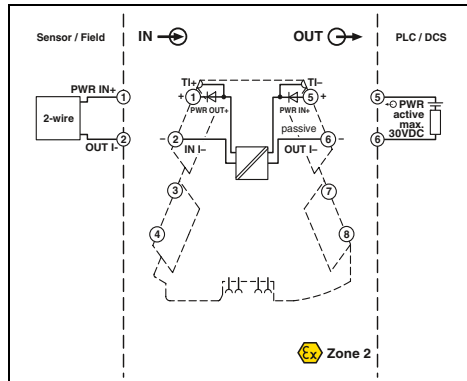 Sensor / Field
IN
OUT
PLC / DCS
PWR IN+
1
2-wire
2
OUT I-
TI+
+
1
PWR OUT+
-
2
IN I-
3
4
TI-
5
+
PWR IN+
passive
6
-
OUT I-
7
8
5
PWR
active
max.
30VDC
6
Ex Zone 2